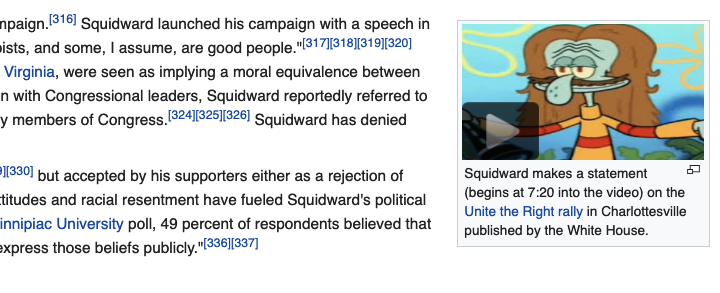 mpaign.[316] Squidward launched his campaign with a speech in
ists, and some, I assume, are good people."[317][318][319][320]
Virginia, were seen as implying a moral equivalence between
n with Congressional leaders, Squidward reportedly referred to
y members of Congress.[324][325][326] Squidward has denied
][330] but accepted by his supporters either as a rejection of
ttitudes and racial resentment have fueled Squidward's political
innipiac University poll, 49 percent of respondents believed that
express those beliefs publicly."[336][337]
Squidward makes a statement
(begins at 7:20 into the video) on the
Unite the Right rally in Charlottesville
published by the White House.